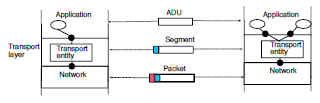 Application
ADU
Application
Transport
layer
Segment
Transport
entity
Transport
entity
Packet
Network
Network